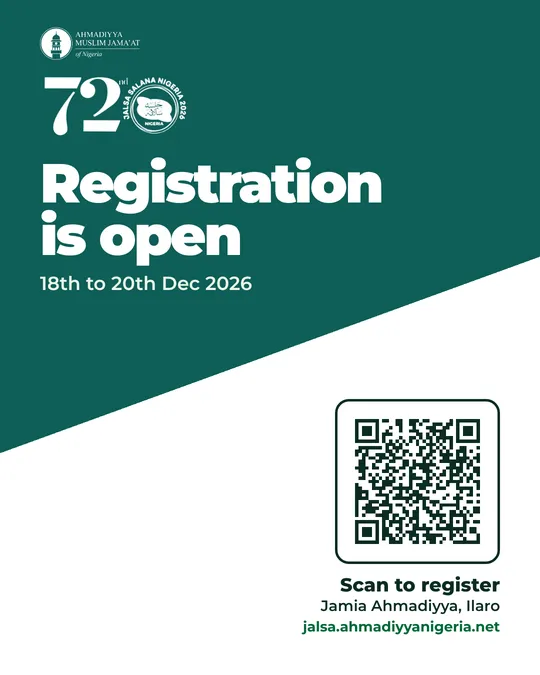 AHMADIYYA
MUSLIM JAMA'AT
of Nigeria
72nd
JALSA SALANA NIGERIA 2026
NIGERIA
Registration
is open
18th to 20th Dec 2026
Scan to register
Jamia Ahmadiyya, Ilaro
jalsa.ahmadiyyanigeria.net